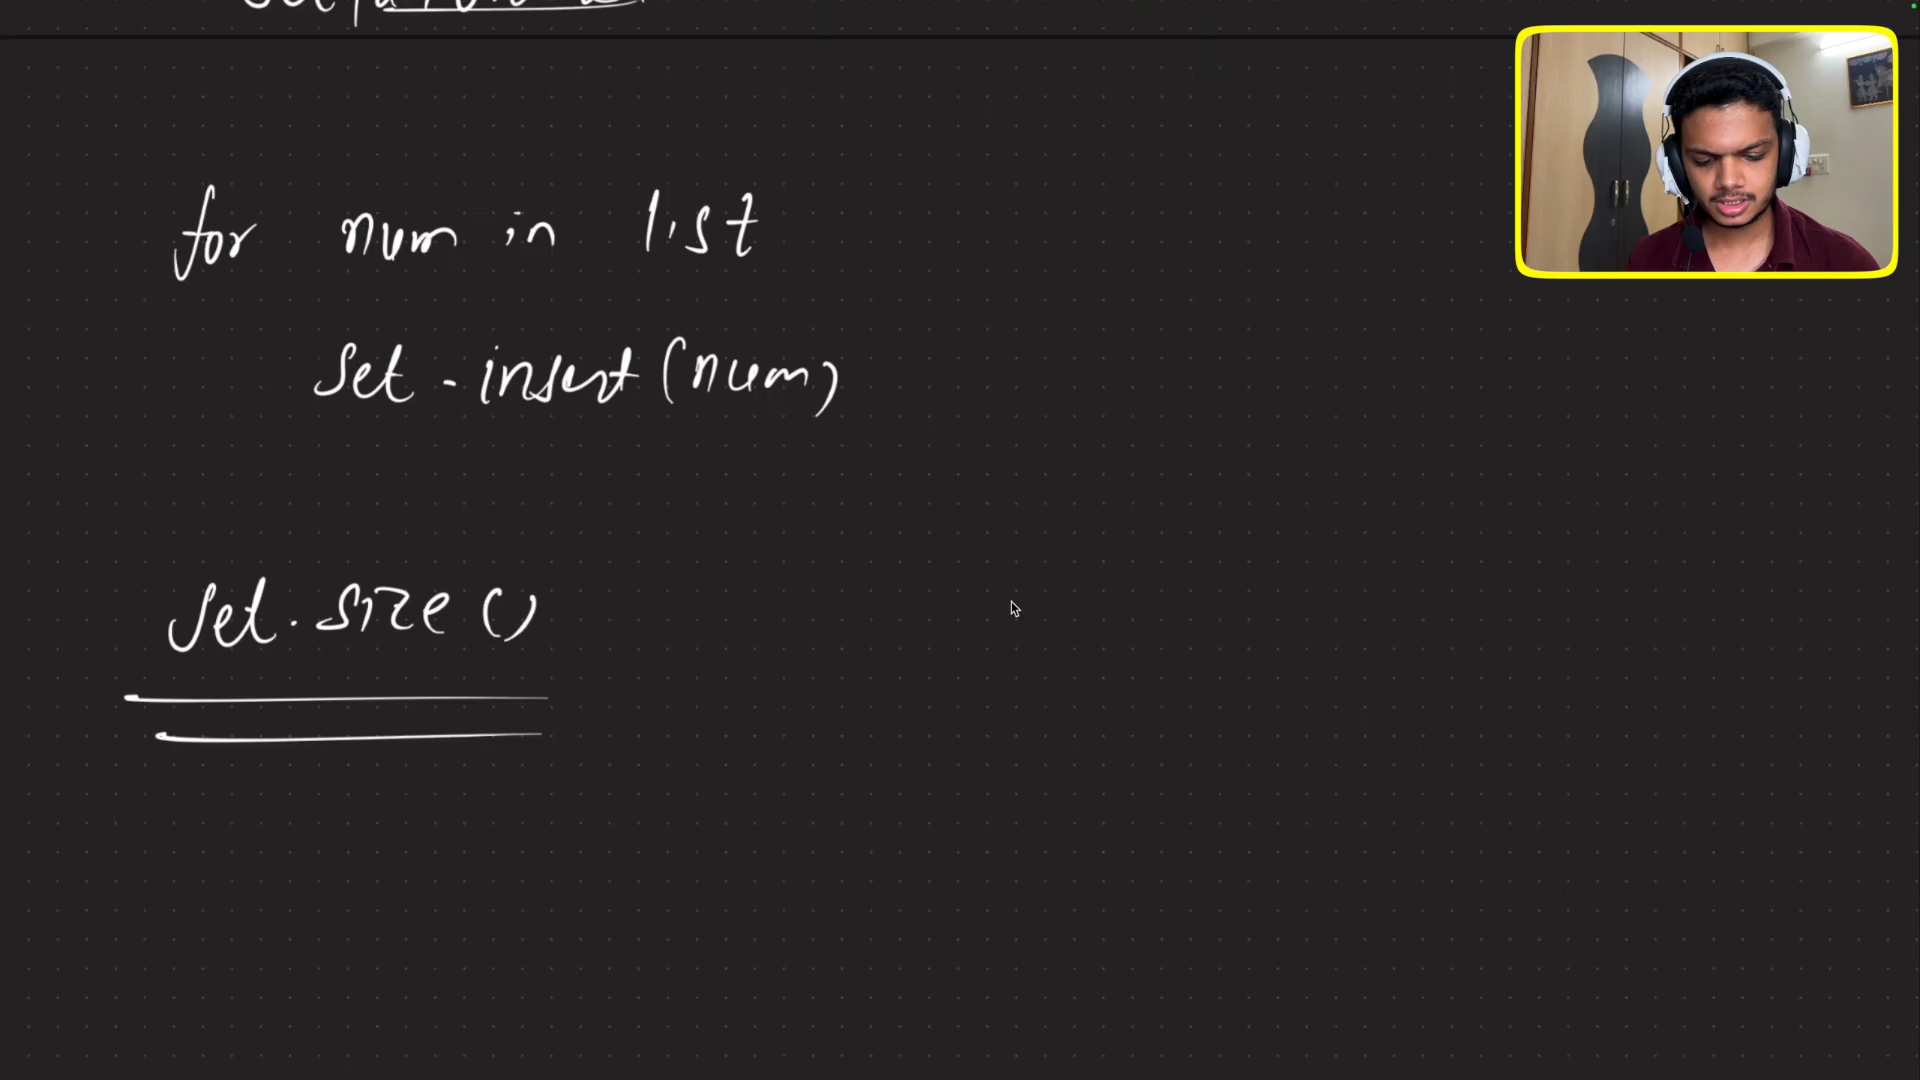 for num in list
set.insert(num)
set.size()